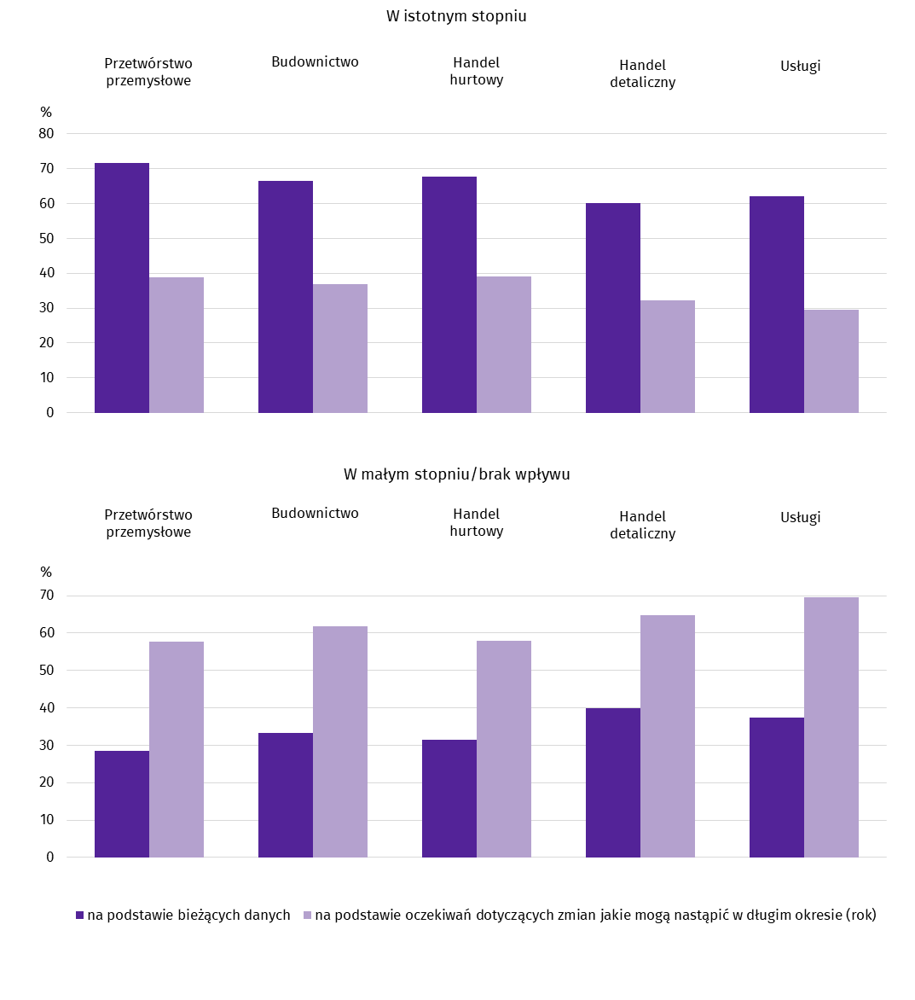 W istotnym stopniu
Przetwórstwo
przemysłowe
Budownictwo
Handel
hurtowy
Handel
detaliczny
Usługi
%
80
70
60
50
40
30
20
10
0
W małym stopniu/brak wpływu
Przetwórstwo
przemysłowe
Budownictwo
Handel
hurtowy
Handel
detaliczny
Usługi
%
70
60
50
40
30
20
10
0
na podstawie bieżących danych
na podstawie oczekiwań dotyczących zmian jakie mogą nastąpić w długim okresie (rok)